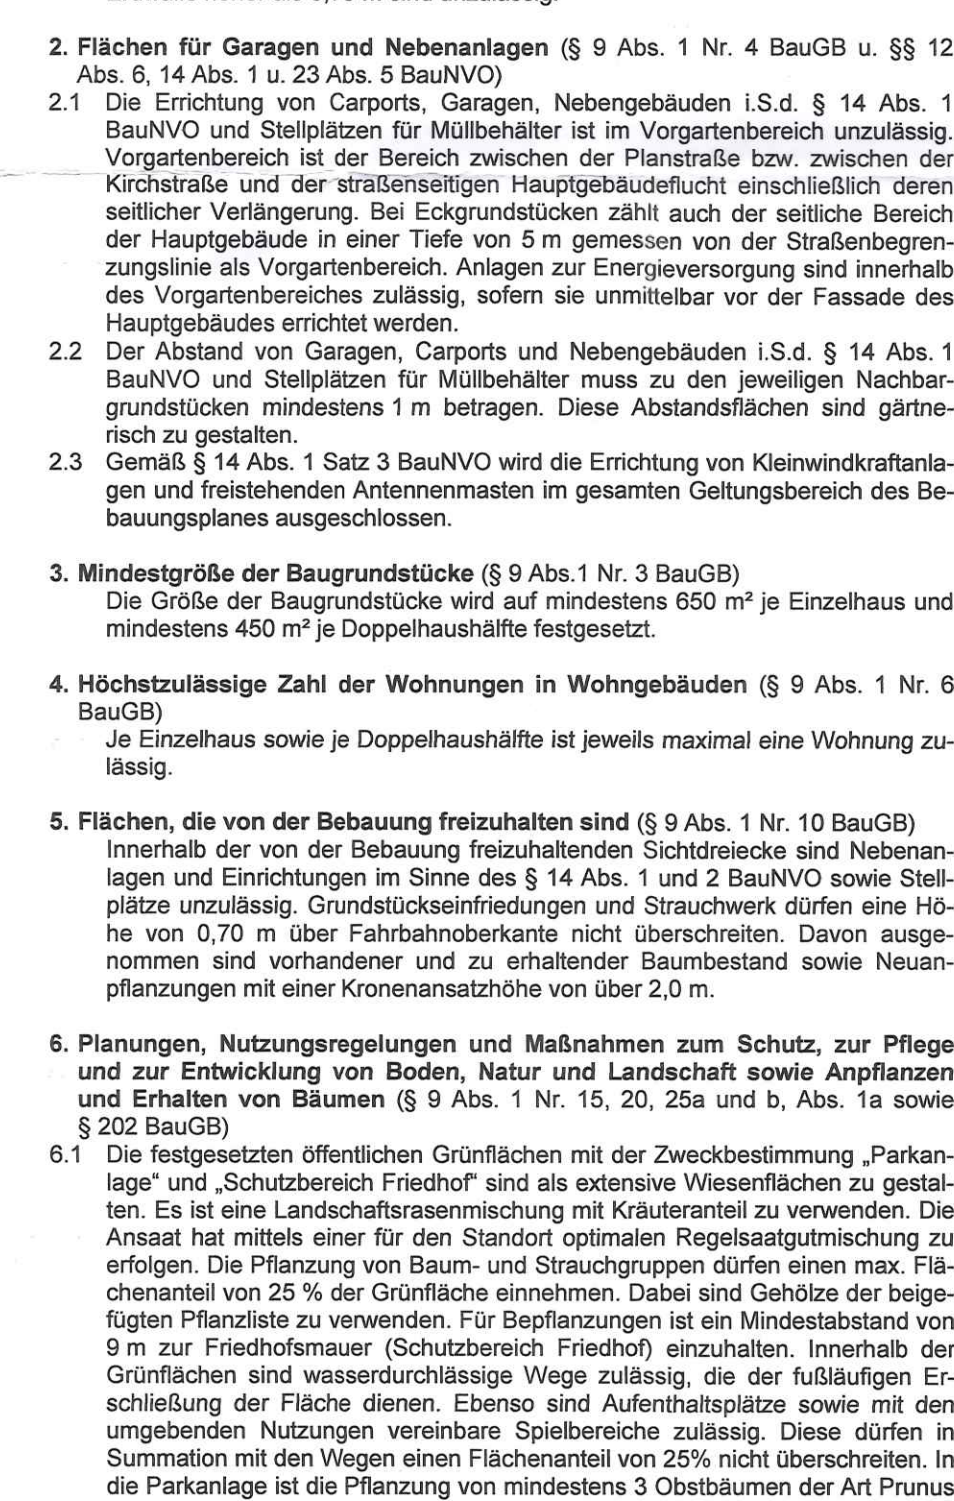 2. Flächen für Garagen und Nebenanlagen (§ 9 Abs. 1 Nr. 4 BauGB u. §§ 12
Abs. 6, 14 Abs. 1 u. 23 Abs. 5 BauNVO)
2.1 Die Errichtung von Carports, Garagen, Nebengebäuden i.S.d. § 14 Abs. 1
BauNVO und Stellplätzen für Müllbehälter ist im Vorgartenbereich unzulässig.
Vorgartenbereich ist der Bereich zwischen der Planstraße bzw. zwischen der
Kirchstraße und der straßenseitigen Hauptgebäudeflucht einschließlich deren
seitlicher Verlängerung. Bei Eckgrundstücken zählt auch der seitliche Bereich
der Hauptgebäude in einer Tiefe von 5 m gemessen von der Straßenbegren-
zungslinie als Vorgartenbereich. Anlagen zur Energieversorgung sind innerhalb
des Vorgartenbereiches zulässig, sofern sie unmittelbar vor der Fassade des
Hauptgebäudes errichtet werden.
2.2 Der Abstand von Garagen, Carports und Nebengebäuden i.S.d. § 14 Abs. 1
BauNVO und Stellplätzen für Müllbehälter muss zu den jeweiligen Nachbar-
grundstücken mindestens 1 m betragen. Diese Abstandsflächen sind gärtne-
risch zu gestalten.
2.3 Gemäß § 14 Abs. 1 Satz 3 BauNVO wird die Errichtung von Kleinwindkraftanla-
gen und freistehenden Antennenmasten im gesamten Geltungsbereich des Be-
bauungsplanes ausgeschlossen.
3. Mindestgröße der Baugrundstücke (§ 9 Abs.1 Nr. 3 BauGB)
Die Größe der Baugrundstücke wird auf mindestens 650 m² je Einzelhaus und
mindestens 450 m² je Doppelhaushälfte festgesetzt.
4. Höchstzulässige Zahl der Wohnungen in Wohngebäuden (§ 9 Abs. 1 Nr. 6
BauGB)
Je Einzelhaus sowie je Doppelhaushälfte ist jeweils maximal eine Wohnung zu-
lässig.
5. Flächen, die von der Bebauung freizuhalten sind (§ 9 Abs. 1 Nr. 10 BauGB)
Innerhalb der von der Bebauung freizuhaltenden Sichtdreiecke sind Nebenan-
lagen und Einrichtungen im Sinne des § 14 Abs. 1 und 2 BauNVO sowie Stell-
plätze unzulässig. Grundstückseinfriedungen und Strauchwerk dürfen eine Hö-
he von 0,70 m über Fahrbahnoberkante nicht überschreiten. Davon ausge-
nommen sind vorhandener und zu erhaltender Baumbestand sowie Neuan-
pflanzungen mit einer Kronenansatzhöhe von über 2,0 m.
6. Planungen, Nutzungsregelungen und Maßnahmen zum Schutz, zur Pflege
und zur Entwicklung von Boden, Natur und Landschaft sowie Anpflanzen
und Erhalten von Bäumen (§ 9 Abs. 1 Nr. 15, 20, 25a und b, Abs. 1a sowie
§ 202 BauGB)
6.1 Die festgesetzten öffentlichen Grünflächen mit der Zweckbestimmung „Parkan-
lage“ und „Schutzbereich Friedhof“ sind als extensive Wiesenflächen zu gestal-
ten. Es ist eine Landschaftsrasenmischung mit Kräuteranteil zu verwenden. Die
Ansaat hat mittels einer für den Standort optimalen Regelsaatgutmischung zu
erfolgen. Die Pflanzung von Baum- und Strauchgruppen dürfen einen max. Flä-
chenanteil von 25 % der Grünfläche einnehmen. Dabei sind Gehölze der beige-
fügten Pflanzliste zu verwenden. Für Bepflanzungen ist ein Mindestabstand von
9 m zur Friedhofsmauer (Schutzbereich Friedhof) einzuhalten. Innerhalb der
Grünflächen sind wasserdurchlässige Wege zulässig, die der fußläufigen Er-
schließung der Fläche dienen. Ebenso sind Aufenthaltsplätze sowie mit den
umgebenden Nutzungen vereinbare Spielbereiche zulässig. Diese dürfen in
Summation mit den Wegen einen Flächenanteil von 25% nicht überschreiten. In
die Parkanlage ist die Pflanzung von mindestens 3 Obstbäumen der Art Prunus